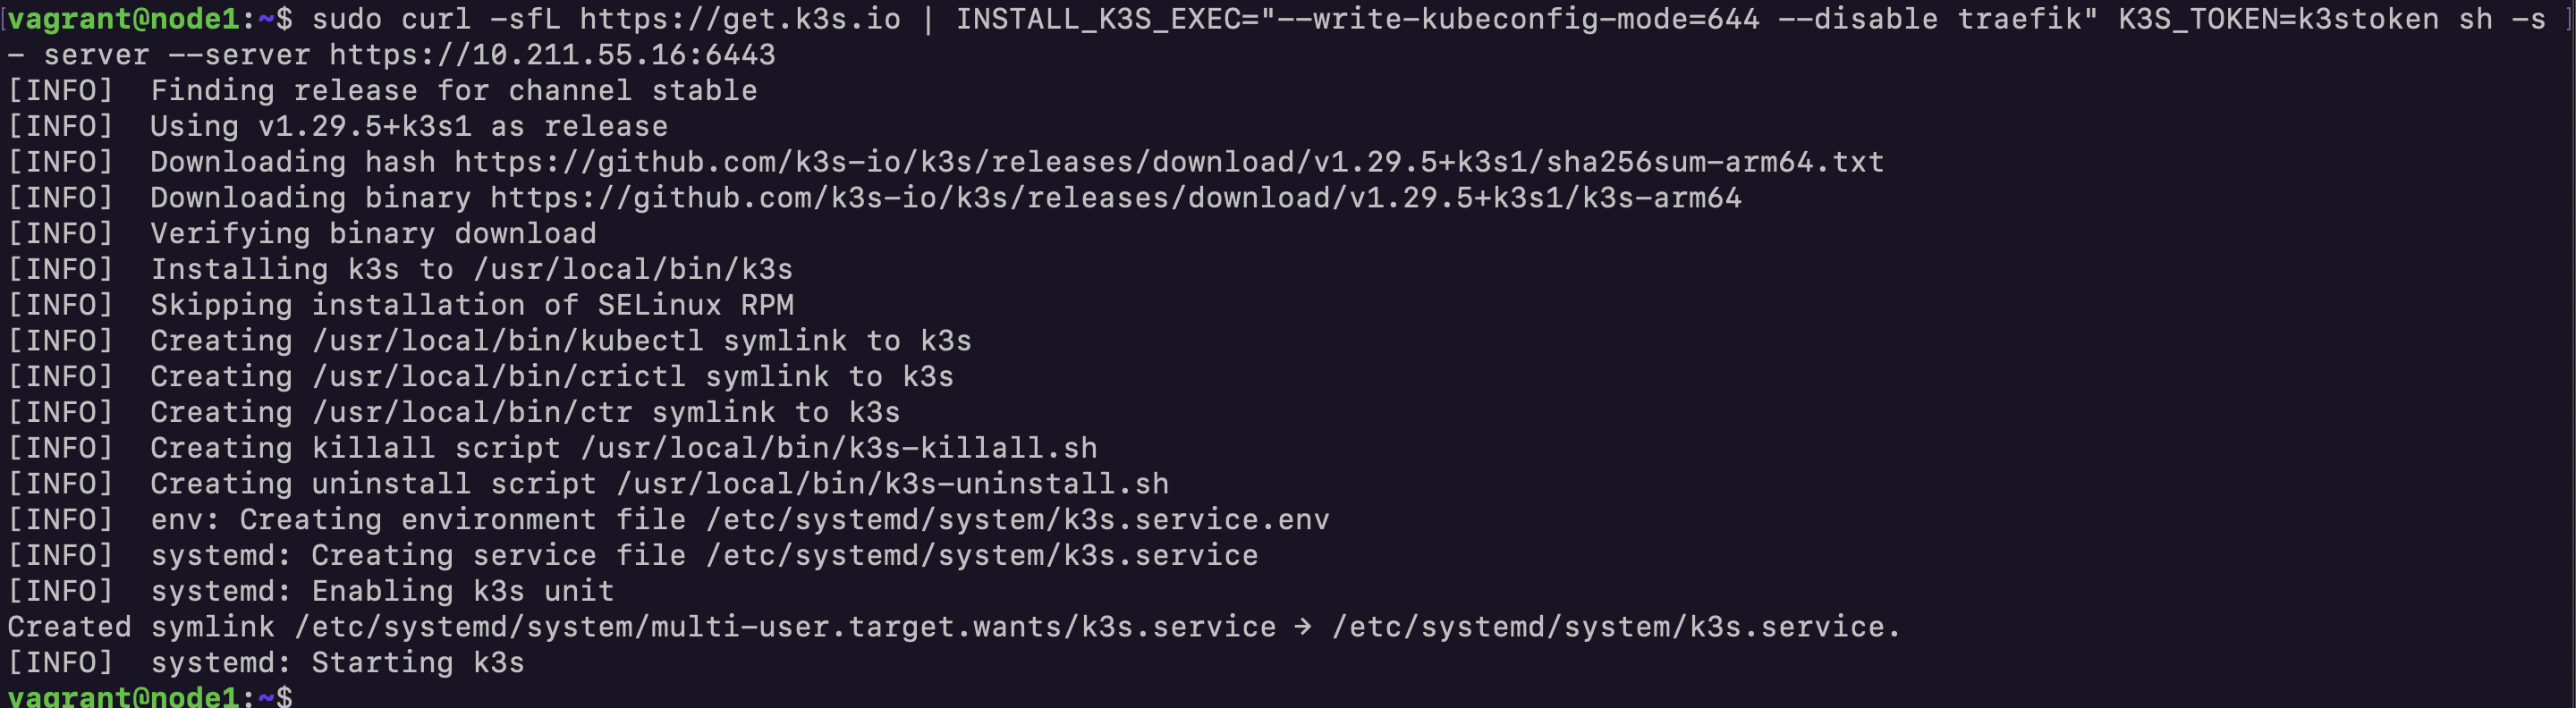 [vagrant@node1:~$ sudo curl -sfL https://get.k3s.io | INSTALL_K3S_EXEC="--write-kubeconfig-mode=644 --disable traefik" K3S_TOKEN=k3stoken sh -s ]
- server --server https://10.211.55.16:6443
[INFO]  Finding release for channel stable
[INFO]  Using v1.29.5+k3s1 as release
[INFO]  Downloading hash https://github.com/k3s-io/k3s/releases/download/v1.29.5+k3s1/sha256sum-arm64.txt
[INFO]  Downloading binary https://github.com/k3s-io/k3s/releases/download/v1.29.5+k3s1/k3s-arm64
[INFO]  Verifying binary download
[INFO]  Installing k3s to /usr/local/bin/k3s
[INFO]  Skipping installation of SELinux RPM
[INFO]  Creating /usr/local/bin/kubectl symlink to k3s
[INFO]  Creating /usr/local/bin/crictl symlink to k3s
[INFO]  Creating /usr/local/bin/ctr symlink to k3s
[INFO]  Creating killall script /usr/local/bin/k3s-killall.sh
[INFO]  Creating uninstall script /usr/local/bin/k3s-uninstall.sh
[INFO]  env: Creating environment file /etc/systemd/system/k3s.service.env
[INFO]  systemd: Creating service file /etc/systemd/system/k3s.service
[INFO]  systemd: Enabling k3s unit
Created symlink /etc/systemd/system/multi-user.target.wants/k3s.service → /etc/systemd/system/k3s.service.
[INFO]  systemd: Starting k3s
vagrant@node1:~$